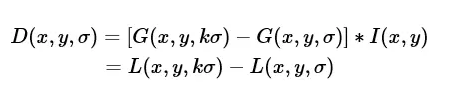 D(x, y, σ) = [G(x, y, kσ) − G(x, y, σ)] ∗ I(x, y)
= L(x, y, kσ) − L(x, y, σ)